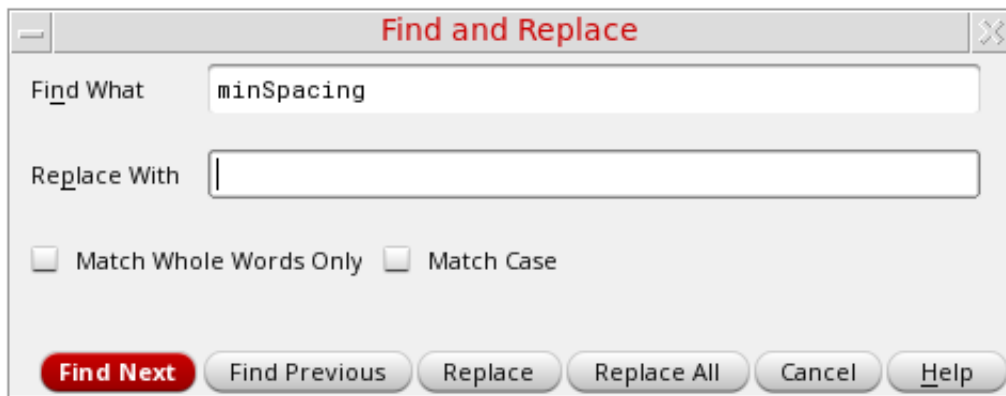 Find and Replace
Find What minSpacing
Replace With
Match Whole Words Only Match Case
Find Next Find Previous Replace Replace All Cancel Help